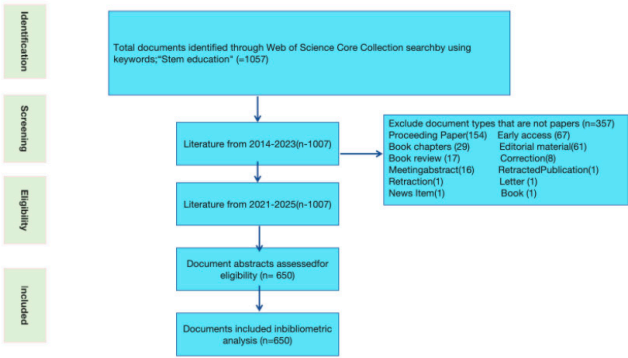 Identification
Total documents identified through Web of Science Core Collection searchby using
keywords;"Stem education" (=1057)
Screening
Literature from 2014-2023(n-1007)
Exclude document types that are not papers (n=357)
Proceeding Paper(154) Early access (67)
Book chapters (29) Editorial material(61)
Book review (17) Correction(8)
Meetingabstract(16) RetractedPublication(1)
Retraction(1) Letter (1)
News Item(1) Book (1)
Eligibility
Literature from 2021-2025(n-1007)
Document abstracts assessedfor
eligibility (n= 650)
Included
Documents included inbibliometric
analysis (n=650)